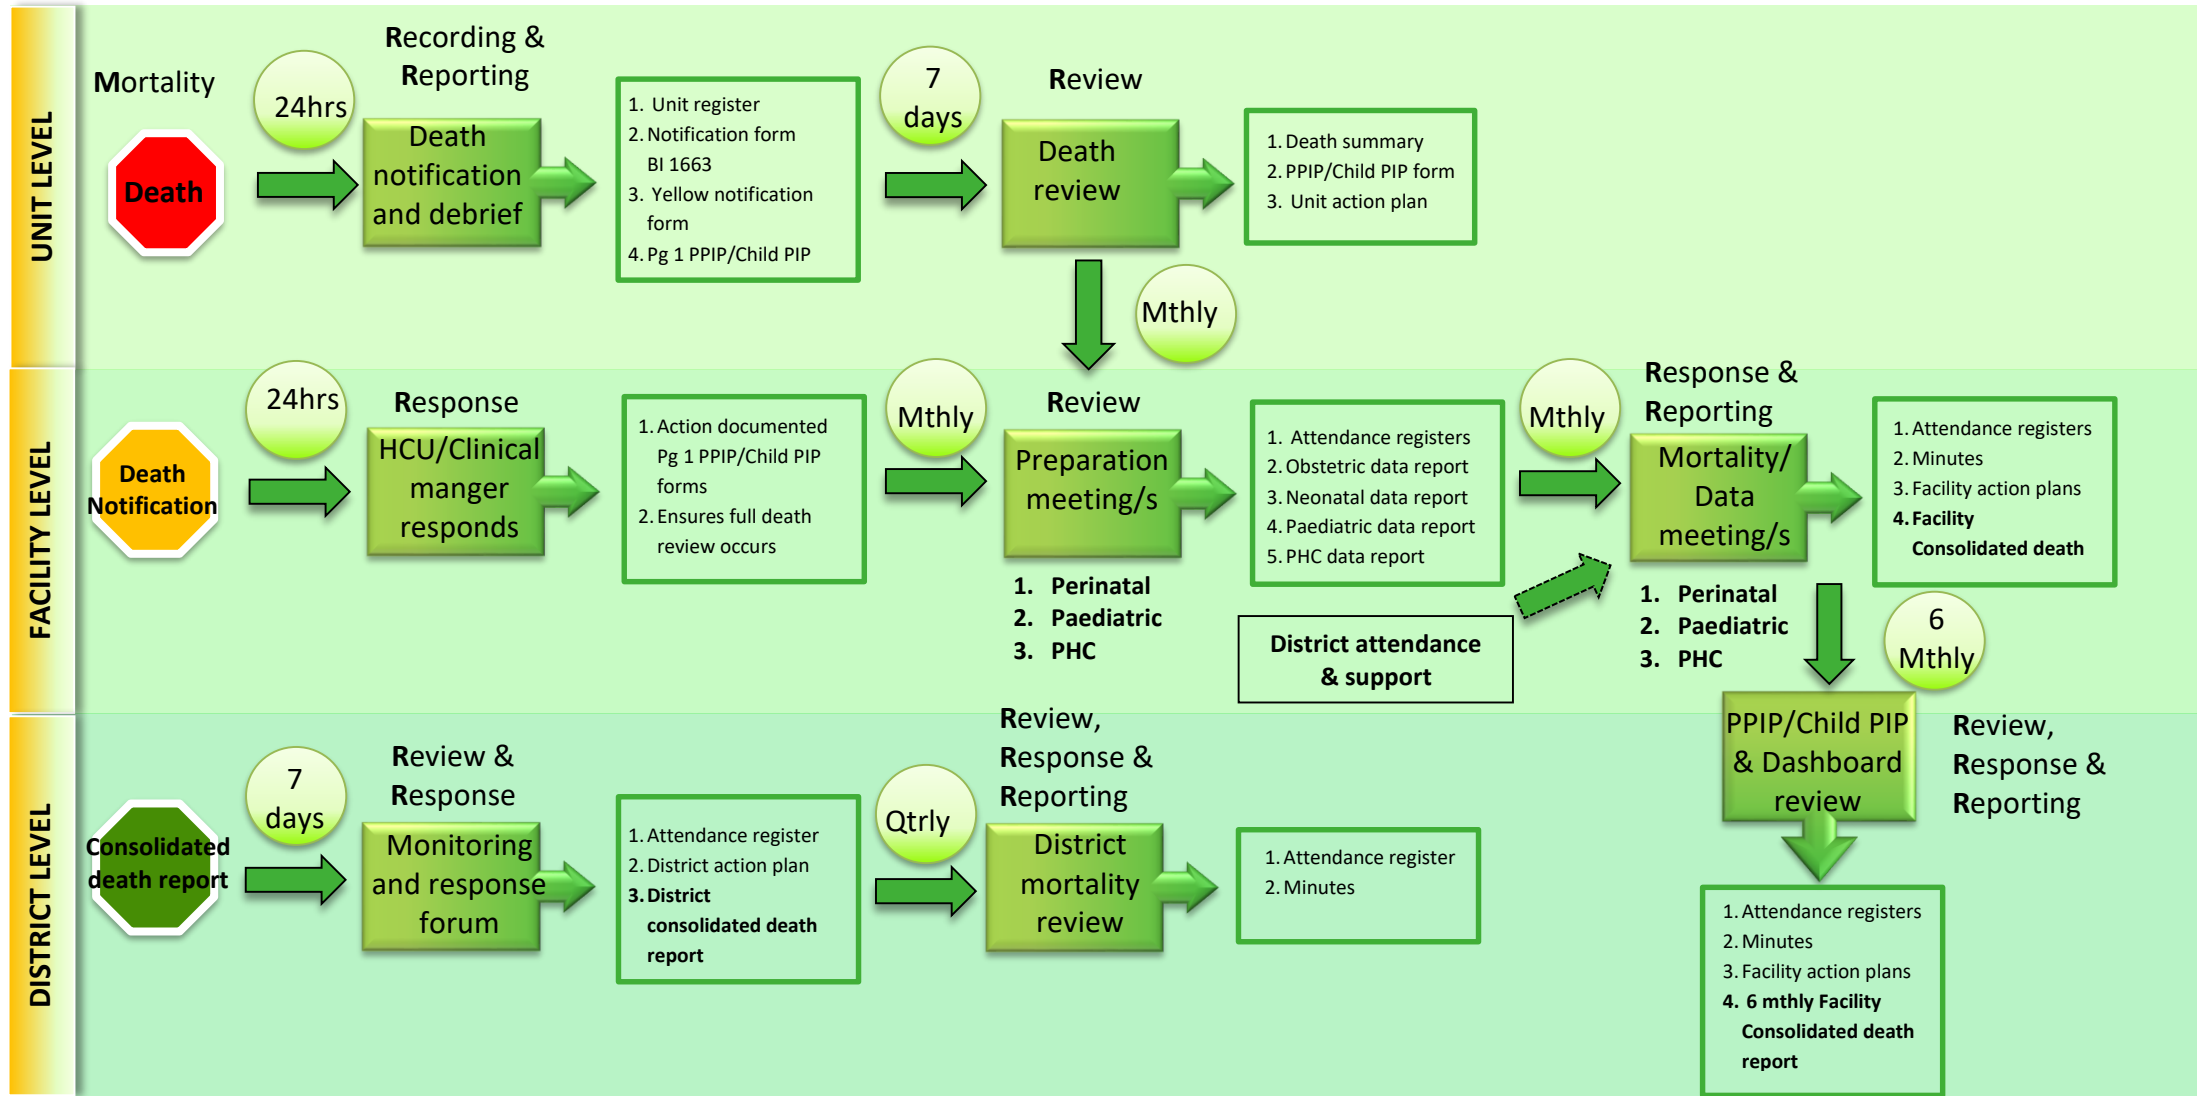 UNIT LEVEL
Mortality
Death
24hrs
Recording &
Reporting
Death
notification
and debrief
1. Unit register
2. Notification form
BI 1663
3. Yellow notification
form
4. Pg 1 PPIP/Child PIP
7
days
Review
Death
review
1. Death summary
2. PPIP/Child PIP form
3. Unit action plan
Mthly
FACILITY LEVEL
Death
Notification
24hrs
Response
HCU/Clinical
manger
responds
1. Action documented
Pg 1 PPIP/Child PIP
forms
2. Ensures full death
review occurs
Mthly
Review
Preparation
meeting/s
1. Perinatal
2. Paediatric
3. PHC
1. Attendance registers
2. Obstetric data report
3. Neonatal data report
4. Paediatric data report
5. PHC data report
District attendance
& support
Mthly
Response &
Reporting
Mortality/
Data
meeting/s
1. Perinatal
2. Paediatric
3. PHC
1. Attendance registers
2. Minutes
3. Facility action plans
4. Facility
Consolidated death
6
Mthly
PPIP/Child PIP
& Dashboard
review
Review,
Response &
Reporting
1. Attendance registers
2. Minutes
3. Facility action plans
4. 6 mthly Facility
Consolidated death
report
DISTRICT LEVEL
Consolidated
death report
7
days
Review &
Response
Monitoring
and response
forum
1. Attendance register
2. District action plan
3. District
consolidated death
report
Qtrly
Review,
Response &
Reporting
District
mortality
review
1. Attendance register
2. Minutes